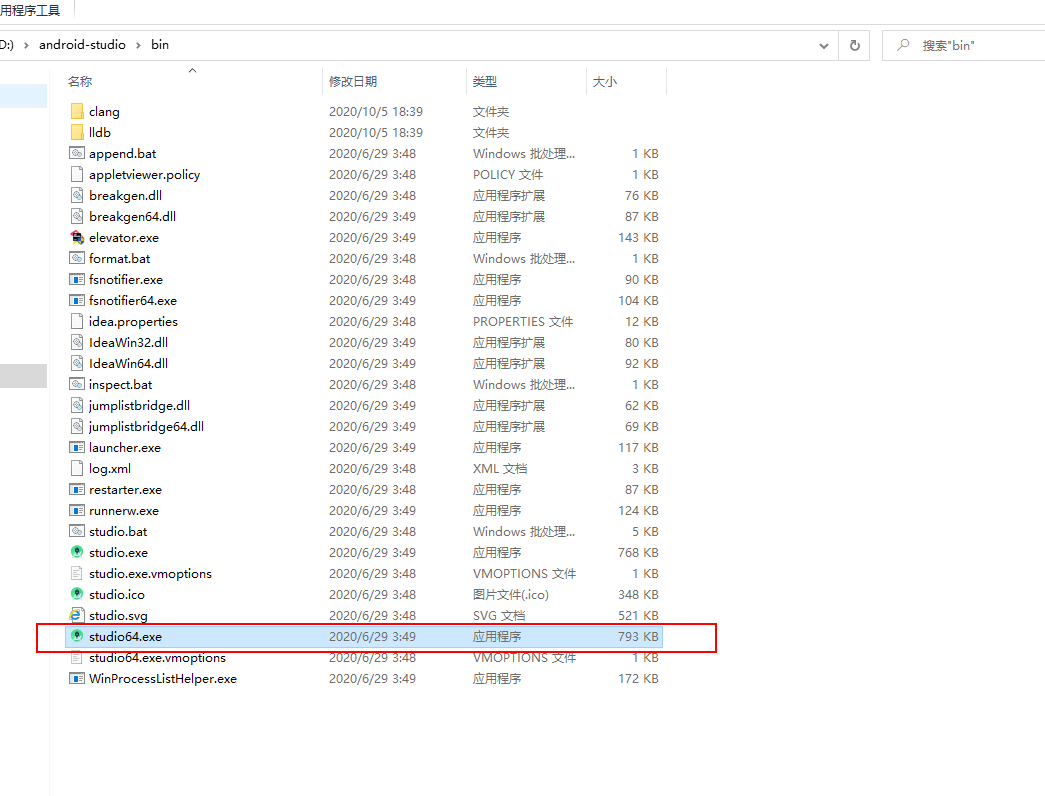 用程序工具
D:) › android-studio › bin
搜索"bin"
名称 修改日期 类型 大小
clang 2020/10/5 18:39 文件夹
lldb 2020/10/5 18:39 文件夹
append.bat 2020/6/29 3:48 Windows 批处理... 1 KB
appletviewer.policy 2020/6/29 3:48 POLICY 文件 1 KB
breakgen.dll 2020/6/29 3:48 应用程序扩展 76 KB
breakgen64.dll 2020/6/29 3:48 应用程序扩展 87 KB
elevator.exe 2020/6/29 3:49 应用程序 143 KB
format.bat 2020/6/29 3:48 Windows 批处理... 1 KB
fsnotifier.exe 2020/6/29 3:49 应用程序 90 KB
fsnotifier64.exe 2020/6/29 3:49 应用程序 104 KB
idea.properties 2020/6/29 3:48 PROPERTIES 文件 12 KB
IdeaWin32.dll 2020/6/29 3:48 应用程序扩展 80 KB
IdeaWin64.dll 2020/6/29 3:48 应用程序扩展 92 KB
inspect.bat 2020/6/29 3:48 Windows 批处理... 1 KB
jumplistbridge.dll 2020/6/29 3:48 应用程序扩展 62 KB
jumplistbridge64.dll 2020/6/29 3:48 应用程序扩展 69 KB
launcher.exe 2020/6/29 3:49 应用程序 117 KB
log.xml 2020/6/29 3:48 XML 文档 3 KB
restarter.exe 2020/6/29 3:49 应用程序 87 KB
runnerw.exe 2020/6/29 3:49 应用程序 124 KB
studio.bat 2020/6/29 3:48 Windows 批处理... 5 KB
studio.exe 2020/6/29 3:49 应用程序 768 KB
studio.exe.vmoptions 2020/6/29 3:48 VMOPTIONS 文件 1 KB
studio.ico 2020/6/29 3:48 图片文件(.ico) 348 KB
studio.svg 2020/6/29 3:48 SVG 文档 521 KB
studio64.exe 2020/6/29 3:49 应用程序 793 KB
studio64.exe.vmoptions 2020/6/29 3:48 VMOPTIONS 文件 1 KB
WinProcessListHelper.exe 2020/6/29 3:49 应用程序 172 KB